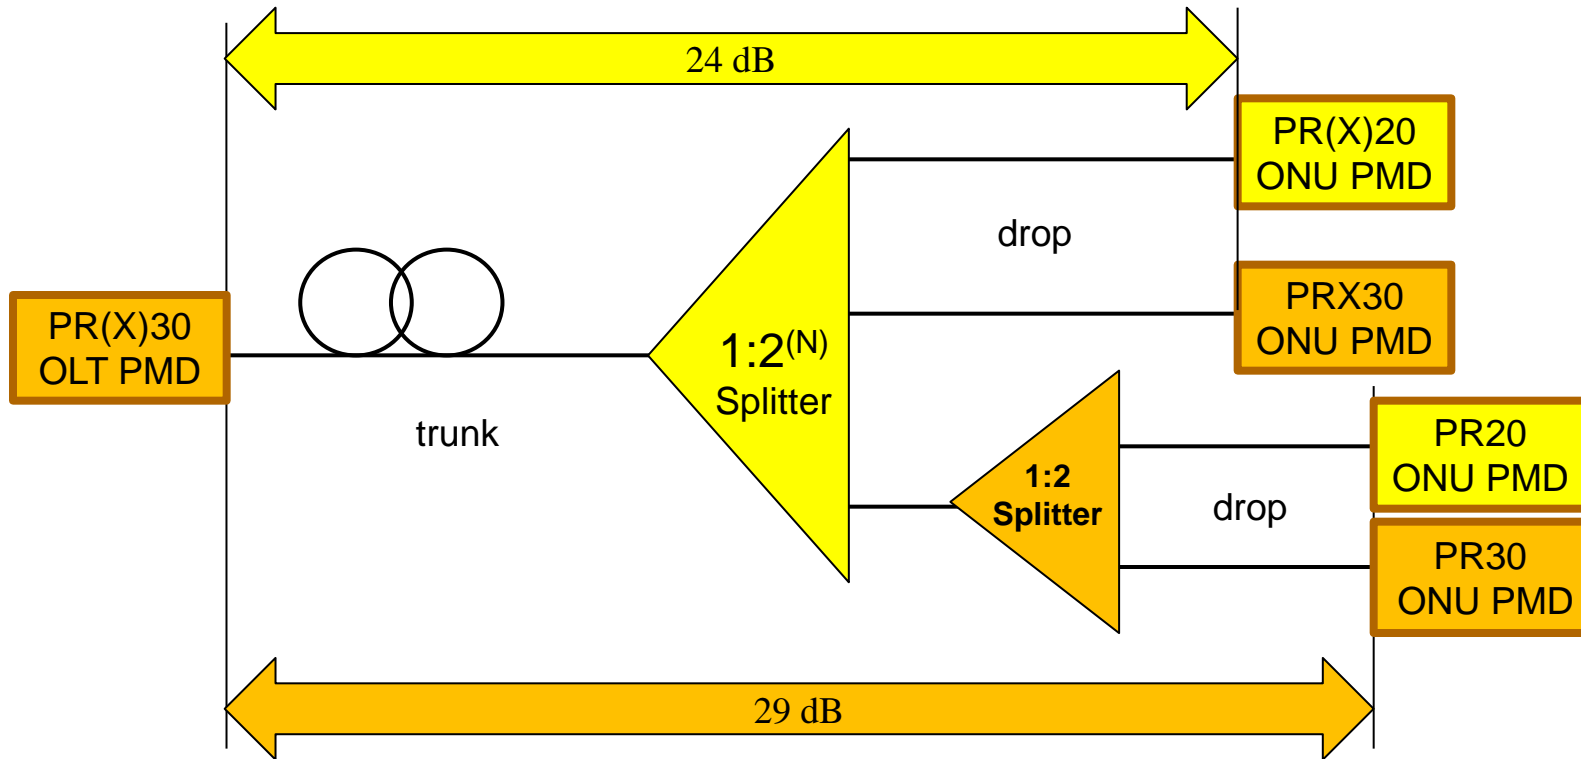 24 dB
PR(X)20
ONU PMD
drop
PRX30
ONU PMD
PR(X)30
OLT PMD
1:2(N)
Splitter
trunk
PR20
ONU PMD
1:2
Splitter
drop
PR30
ONU PMD
29 dB